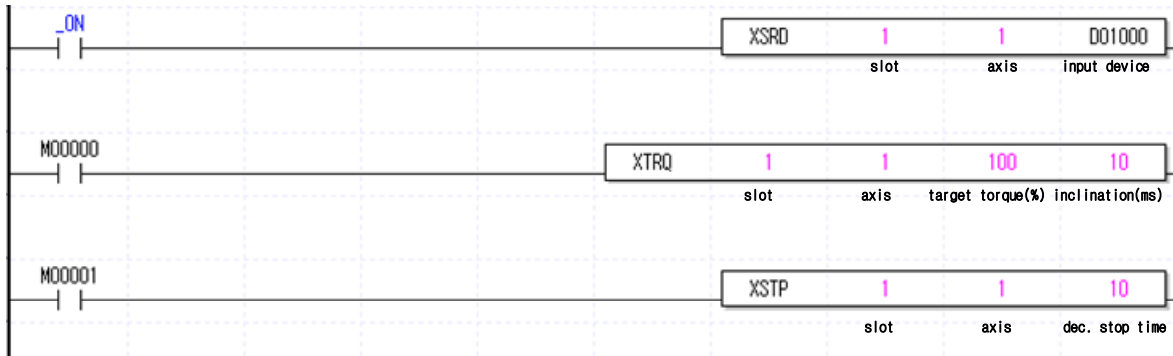 _ON
XSRD 1 1 D01000
slot axis input device
M00000
XTRQ 1 1 100 10
slot axis target torque(%) inclination(ms)
M00001
XSTP 1 1 10
slot axis dec. stop time